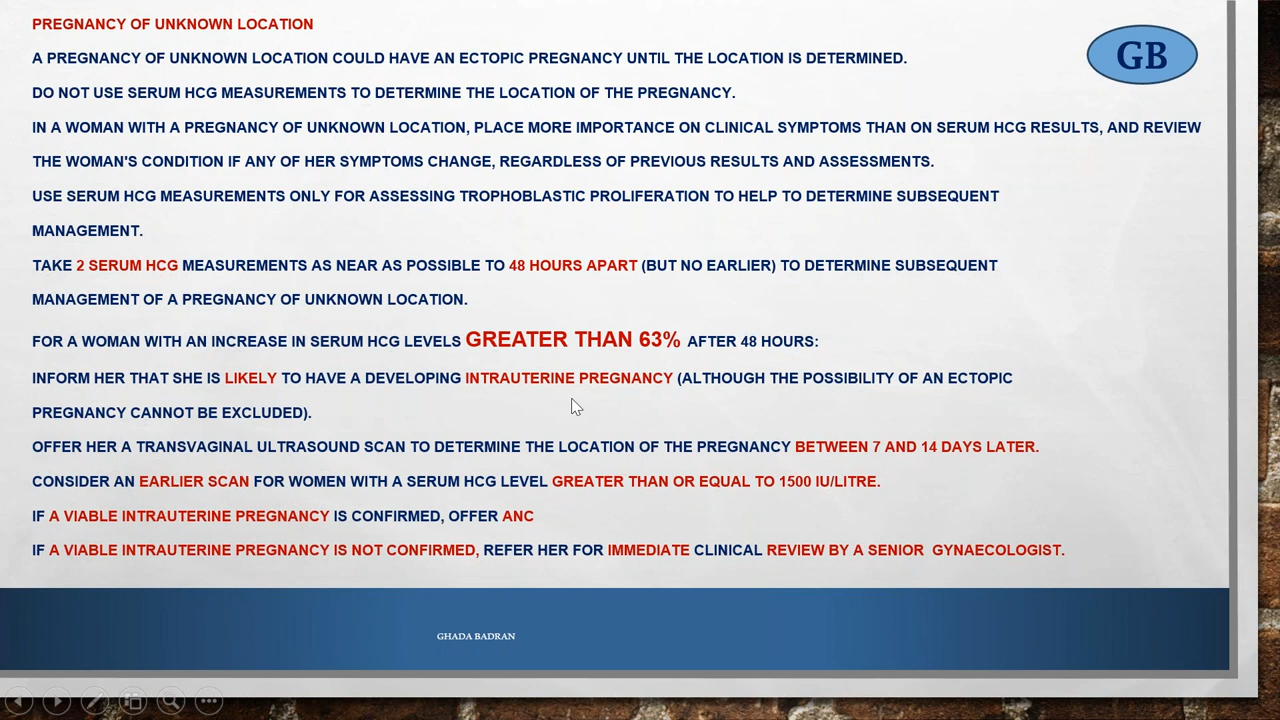 PREGNANCY OF UNKNOWN LOCATION
GB
A PREGNANCY OF UNKNOWN LOCATION COULD HAVE AN ECTOPIC PREGNANCY UNTIL THE LOCATION IS DETERMINED.
DO NOT USE SERUM HCG MEASUREMENTS TO DETERMINE THE LOCATION OF THE PREGNANCY.
IN A WOMAN WITH A PREGNANCY OF UNKNOWN LOCATION, PLACE MORE IMPORTANCE ON CLINICAL SYMPTOMS THAN ON SERUM HCG RESULTS, AND REVIEW
THE WOMAN'S CONDITION IF ANY OF HER SYMPTOMS CHANGE, REGARDLESS OF PREVIOUS RESULTS AND ASSESSMENTS.
USE SERUM HCG MEASUREMENTS ONLY FOR ASSESSING TROPHOBLASTIC PROLIFERATION TO HELP TO DETERMINE SUBSEQUENT
MANAGEMENT.
TAKE 2 SERUM HCG MEASUREMENTS AS NEAR AS POSSIBLE TO 48 HOURS APART (BUT NO EARLIER) TO DETERMINE SUBSEQUENT
MANAGEMENT OF A PREGNANCY OF UNKNOWN LOCATION.
FOR A WOMAN WITH AN INCREASE IN SERUM HCG LEVELS GREATER THAN 63% AFTER 48 HOURS:
INFORM HER THAT SHE IS LIKELY TO HAVE A DEVELOPING INTRAUTERINE PREGNANCY (ALTHOUGH THE POSSIBILITY OF AN ECTOPIC
PREGNANCY CANNOT BE EXCLUDED).
OFFER HER A TRANSVAGINAL ULTRASOUND SCAN TO DETERMINE THE LOCATION OF THE PREGNANCY BETWEEN 7 AND 14 DAYS LATER.
CONSIDER AN EARLIER SCAN FOR WOMEN WITH A SERUM HCG LEVEL GREATER THAN OR EQUAL TO 1500 IU/LITRE.
IF A VIABLE INTRAUTERINE PREGNANCY IS CONFIRMED, OFFER ANC
IF A VIABLE INTRAUTERINE PREGNANCY IS NOT CONFIRMED, REFER HER FOR IMMEDIATE CLINICAL REVIEW BY A SENIOR GYNAECOLOGIST.
GHADA BADRAN